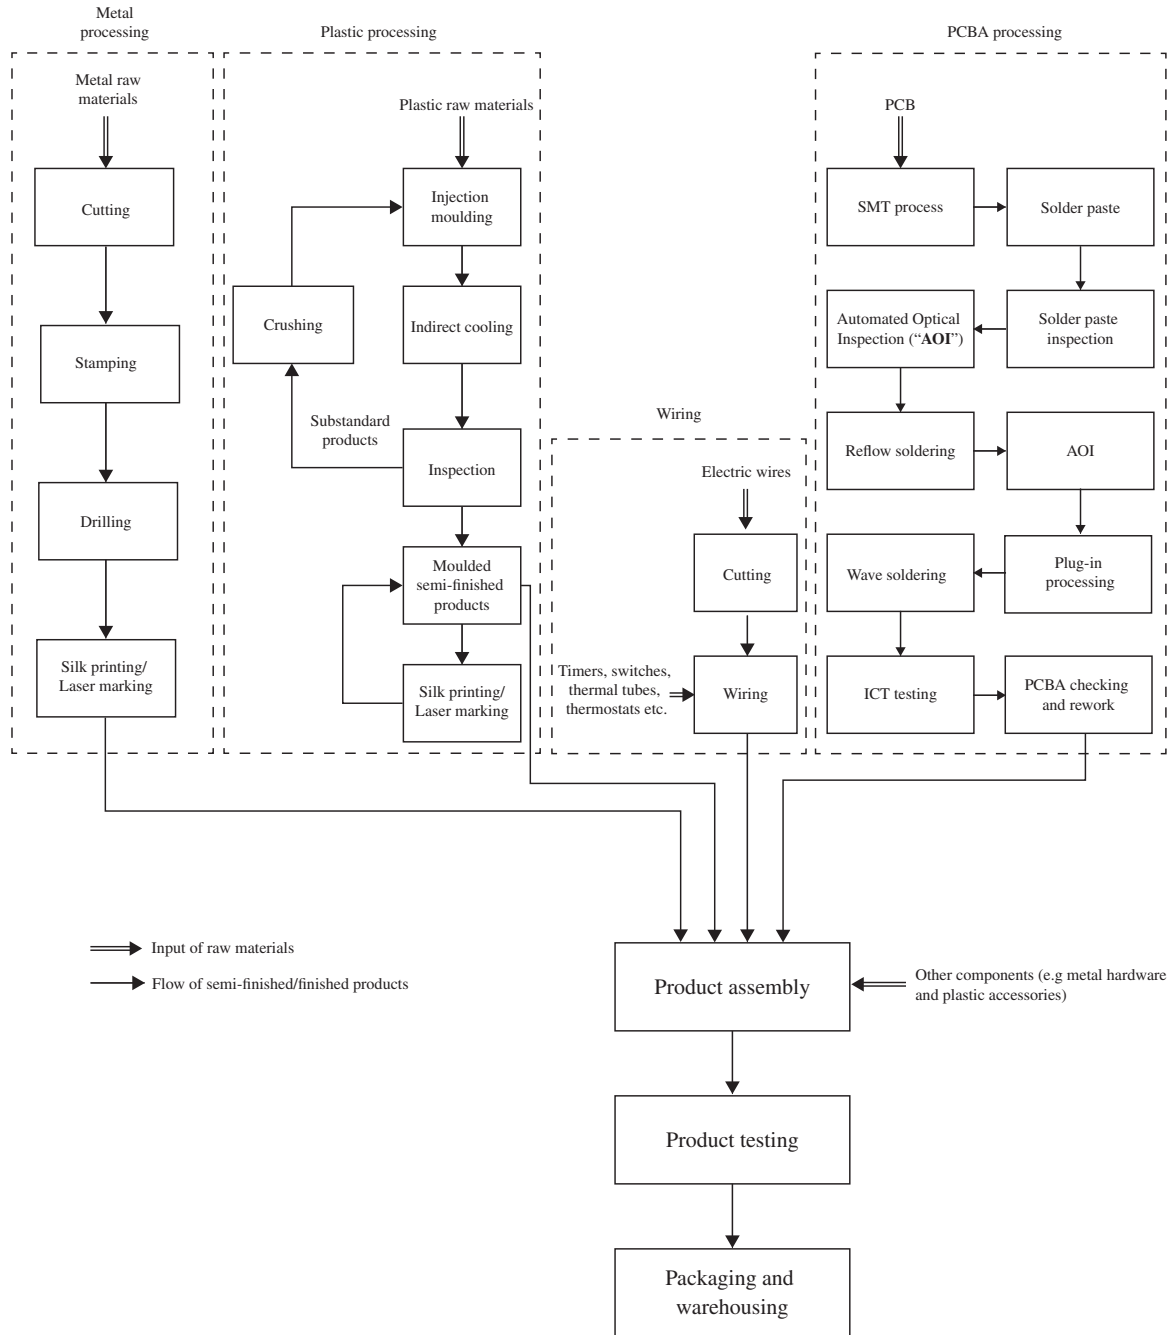 Metal
processing
Metal raw
materials
Cutting
Stamping
Drilling
Silk printing/
Laser marking
Plastic processing
Plastic raw materials
Injection
moulding
Indirect cooling
Crushing
Substandard
products
Inspection
Moulded
semi-finished
products
Silk printing/
Laser marking
Wiring
Electric wires
Cutting
Timers, switches,
thermal tubes,
thermostats etc.
Wiring
PCBA processing
PCB
SMT process
Solder paste
Automated Optical
Inspection (“AOI”)
Solder paste
inspection
Reflow soldering
AOI
Wave soldering
Plug-in
processing
ICT testing
PCBA checking
and rework
Input of raw materials
Flow of semi-finished/finished products
Product assembly
Other components (e.g metal hardware
and plastic accessories)
Product testing
Packaging and
warehousing